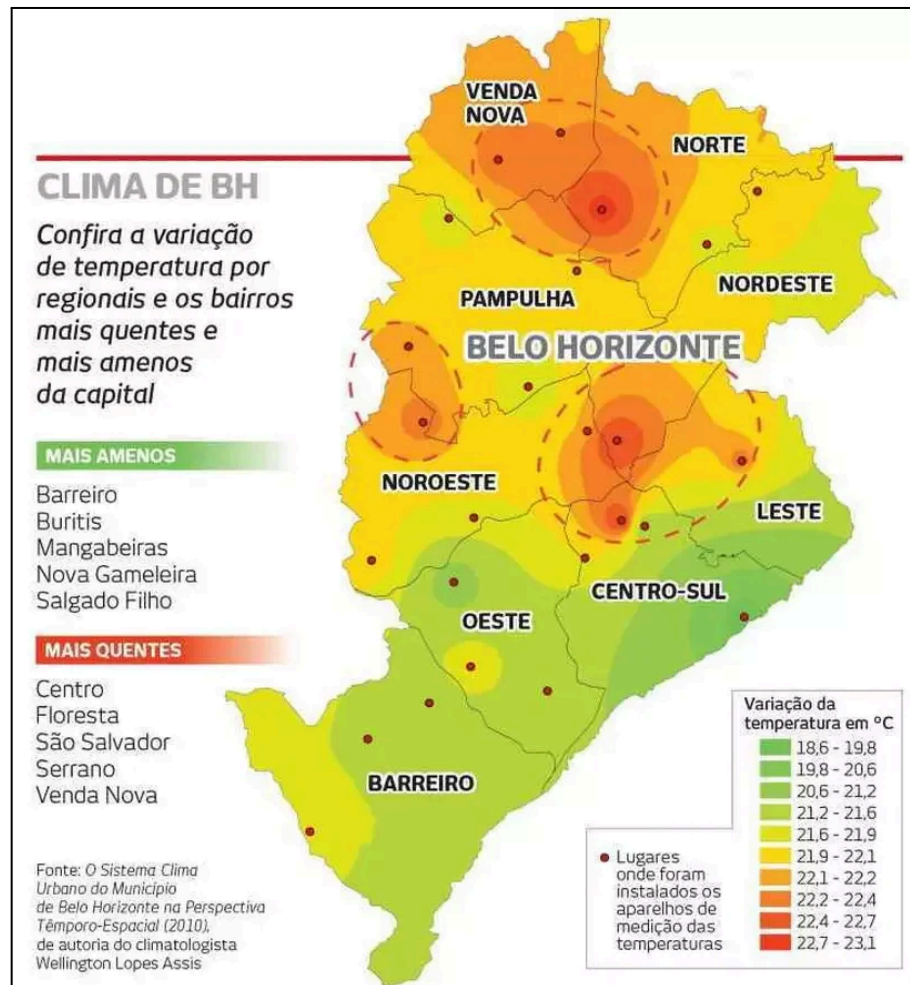 CLIMA DE BH
Confira a variação
de temperatura por
regionais e os bairros
mais quentes e
mais amenos
da capital
MAIS AMENOS
Barreiro
Buritis
Mangabeiras
Nova Gameleira
Salgado Filho
MAIS QUENTES
Centro
Floresta
São Salvador
Serrano
Venda Nova
Fonte: O Sistema Clima
Urbano do Município
de Belo Horizonte na Perspectiva
Têmporo-Espacial (2010),
de autoria do climatologista
Wellington Lopes Assis
VENDA
NOVA
NORTE
NORDESTE
PAMPULHA
BELO HORIZONTE
NOROESTE
LESTE
CENTRO-SUL
OESTE
BARREIRO
Variação da
temperatura em ºC
18,6 - 19,8
19,8 - 20,6
20,6 - 21,2
21,2 - 21,6
21,6 - 21,9
21,9 - 22,1
22,1 - 22,2
22,2 - 22,4
22,4 - 22,7
22,7 - 23,1
Lugares
onde foram
instalados os
aparelhos de
medição das
temperaturas